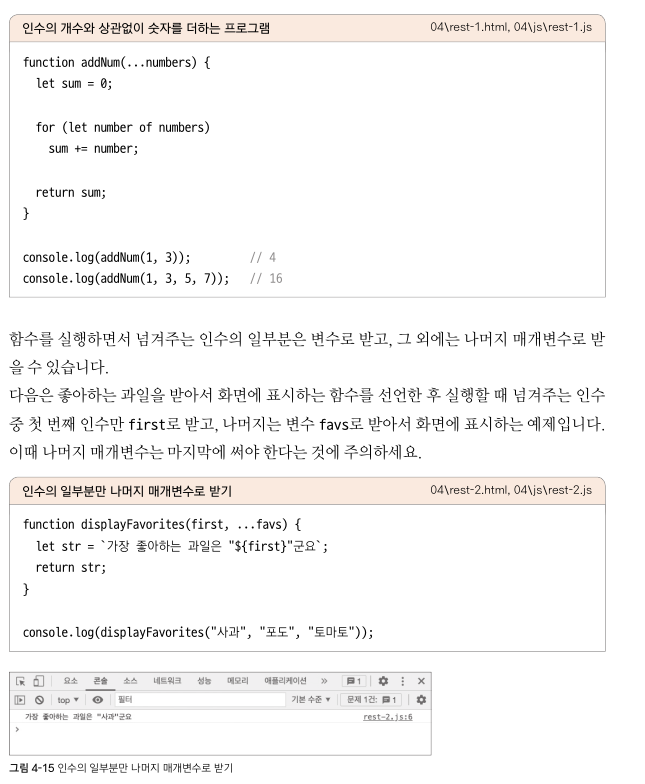 인수의 개수와 상관없이 숫자를 더하는 프로그램 04\rest-1.html, 04\js\rest-1.js
function addNum(...numbers) {
let sum = 0;
for (let number of numbers)
sum += number;
return sum;
}
console.log(addNum(1, 3)); // 4
console.log(addNum(1, 3, 5, 7)); // 16
함수를 실행하면서 넘겨주는 인수의 일부분은 변수로 받고, 그 외에는 나머지 매개변수로 받
을 수 있습니다.
다음은 좋아하는 과일을 받아서 화면에 표시하는 함수를 선언한 후 실행할 때 넘겨주는 인수
중 첫 번째 인수만 first로 받고, 나머지는 변수 favs로 받아서 화면에 표시하는 예제입니다.
이때 나머지 매개변수는 마지막에 써야 한다는 것에 주의하세요.
인수의 일부분만 나머지 매개변수로 받기 04\rest-2.html, 04\js\rest-2.js
function displayFavorites(first, ...favs) {
let str = `가장 좋아하는 과일은 "${first}"군요`;
return str;
}
console.log(displayFavorites("사과", "포도", "토마토"));
요소 콘솔 소스 네트워크 성능 메모리 애플리케이션 » 1
top ▼ 필터 기본 수준 ▼ 문제 1건: 1
가장 좋아하는 과일은 "사과"군요 rest-2.js:6
>
그림 4-15 인수의 일부분만 나머지 매개변수로 받기